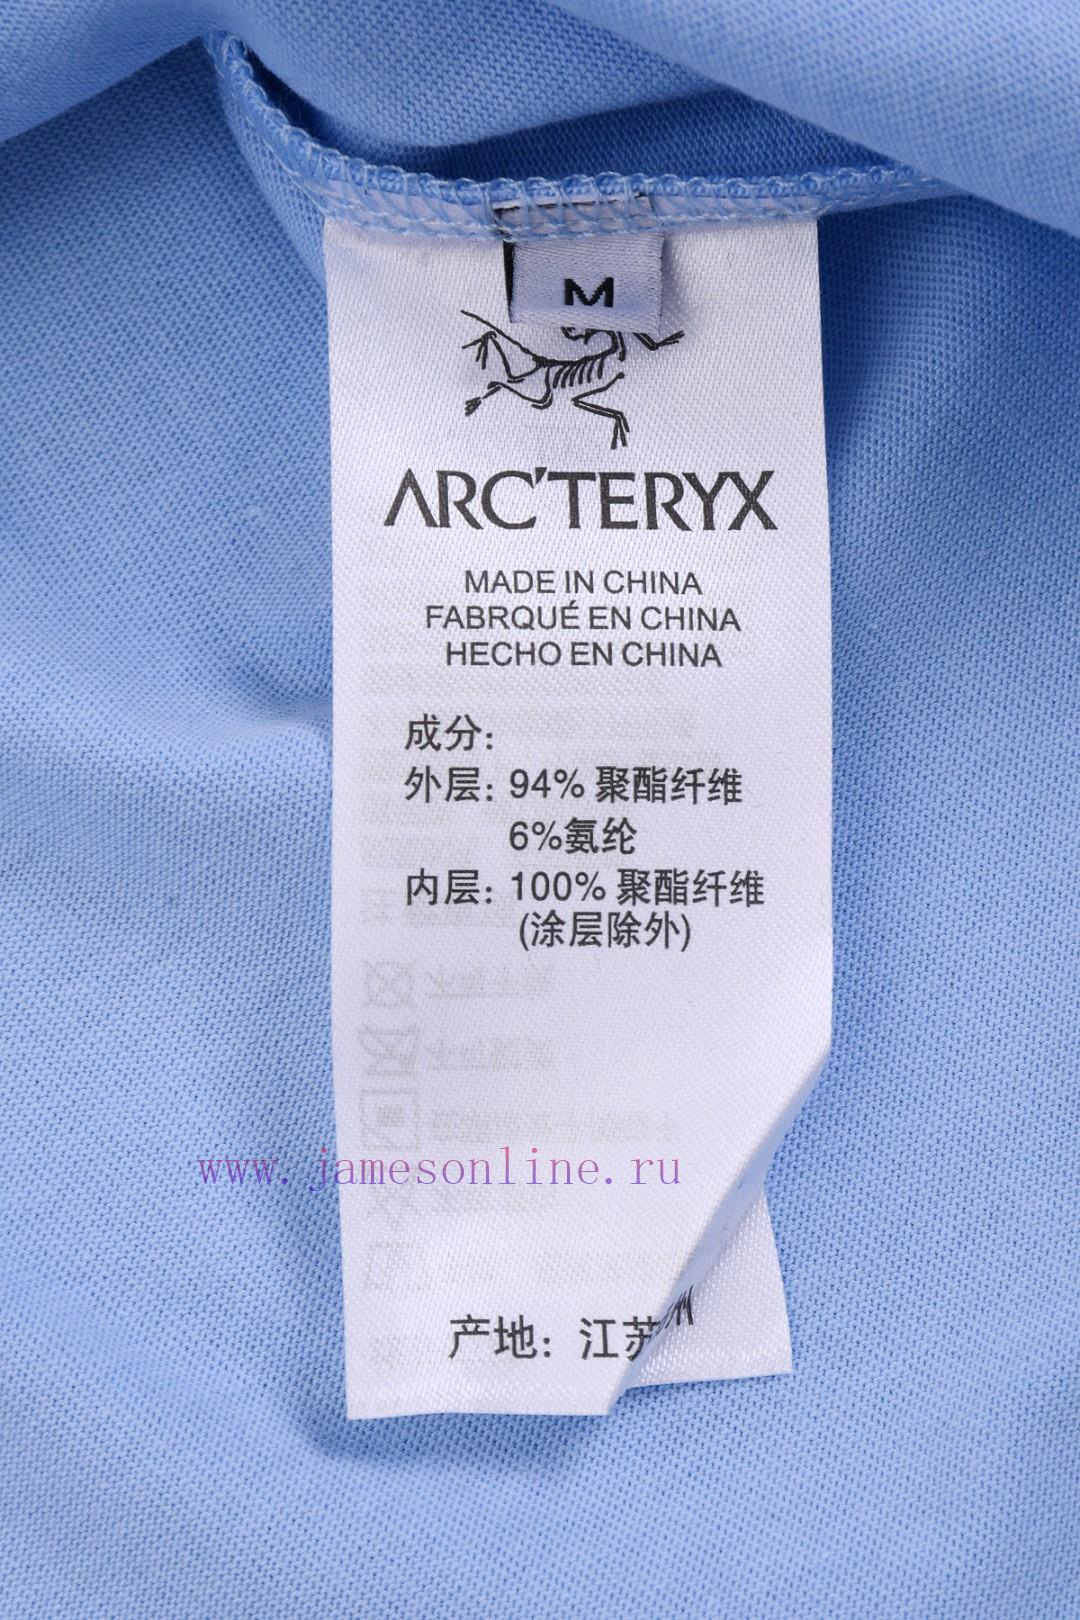 M
ARC'TERYX
MADE IN CHINA
FABRQUÉ EN CHINA
HECHO EN CHINA
成分:
外层: 94% 聚酯纤维
6%氨纶
内层: 100% 聚酯纤维
(涂层除外)
www.jamesonline.ru
产地: 江苏